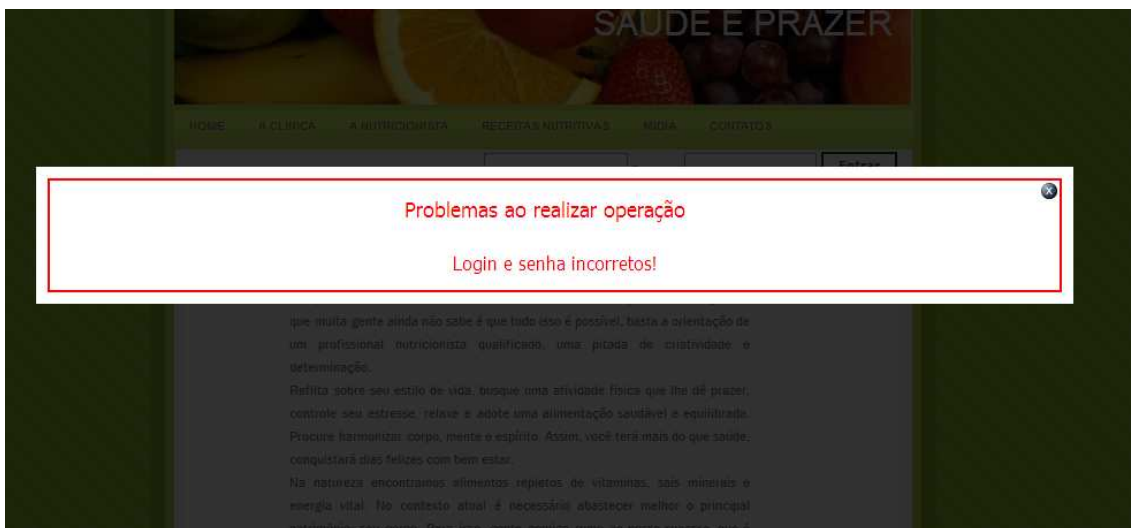 SAUDE E PRAZER
HOME A CLINICA A NUTRICIONISTA RECEITAS NUTRITIVAS MIDIA CONTATOS
Entrar
Problemas ao realizar operação
Login e senha incorretos!
que muita gente ainda não sabe é que tudo isso é possível, basta a orientação de
um profissional nutricionista qualificado, uma pitada de criatividade e
determinação.
Reflita sobre seu estilo de vida, busque uma atividade física que lhe dê prazer,
controle seu estresse, relaxe e adote uma alimentação saudável e equilibrada.
Procure harmonizar corpo, mente e espírito. Assim, você terá mais do que saúde,
conquistará dias felizes com bem estar.
Na natureza encontramos alimentos repletos de vitaminas, sais minerais e
energia vital. No contexto atual é necessário abastecer melhor o principal